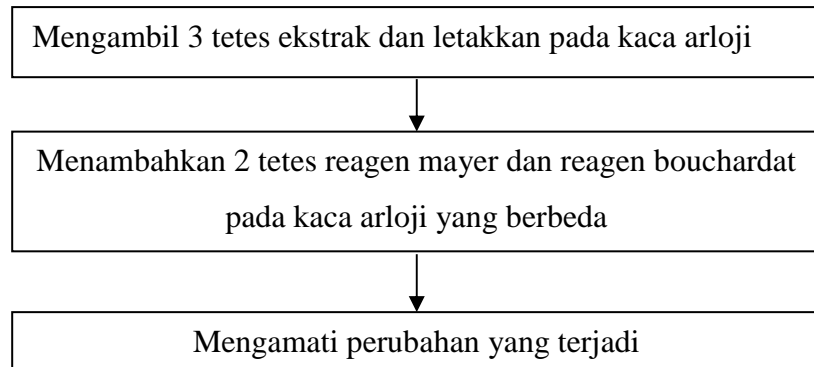 Mengambil 3 tetes ekstrak dan letakkan pada kaca arloji
Menambahkan 2 tetes reagen mayer dan reagen bouchardat
pada kaca arloji yang berbeda
Mengamati perubahan yang terjadi